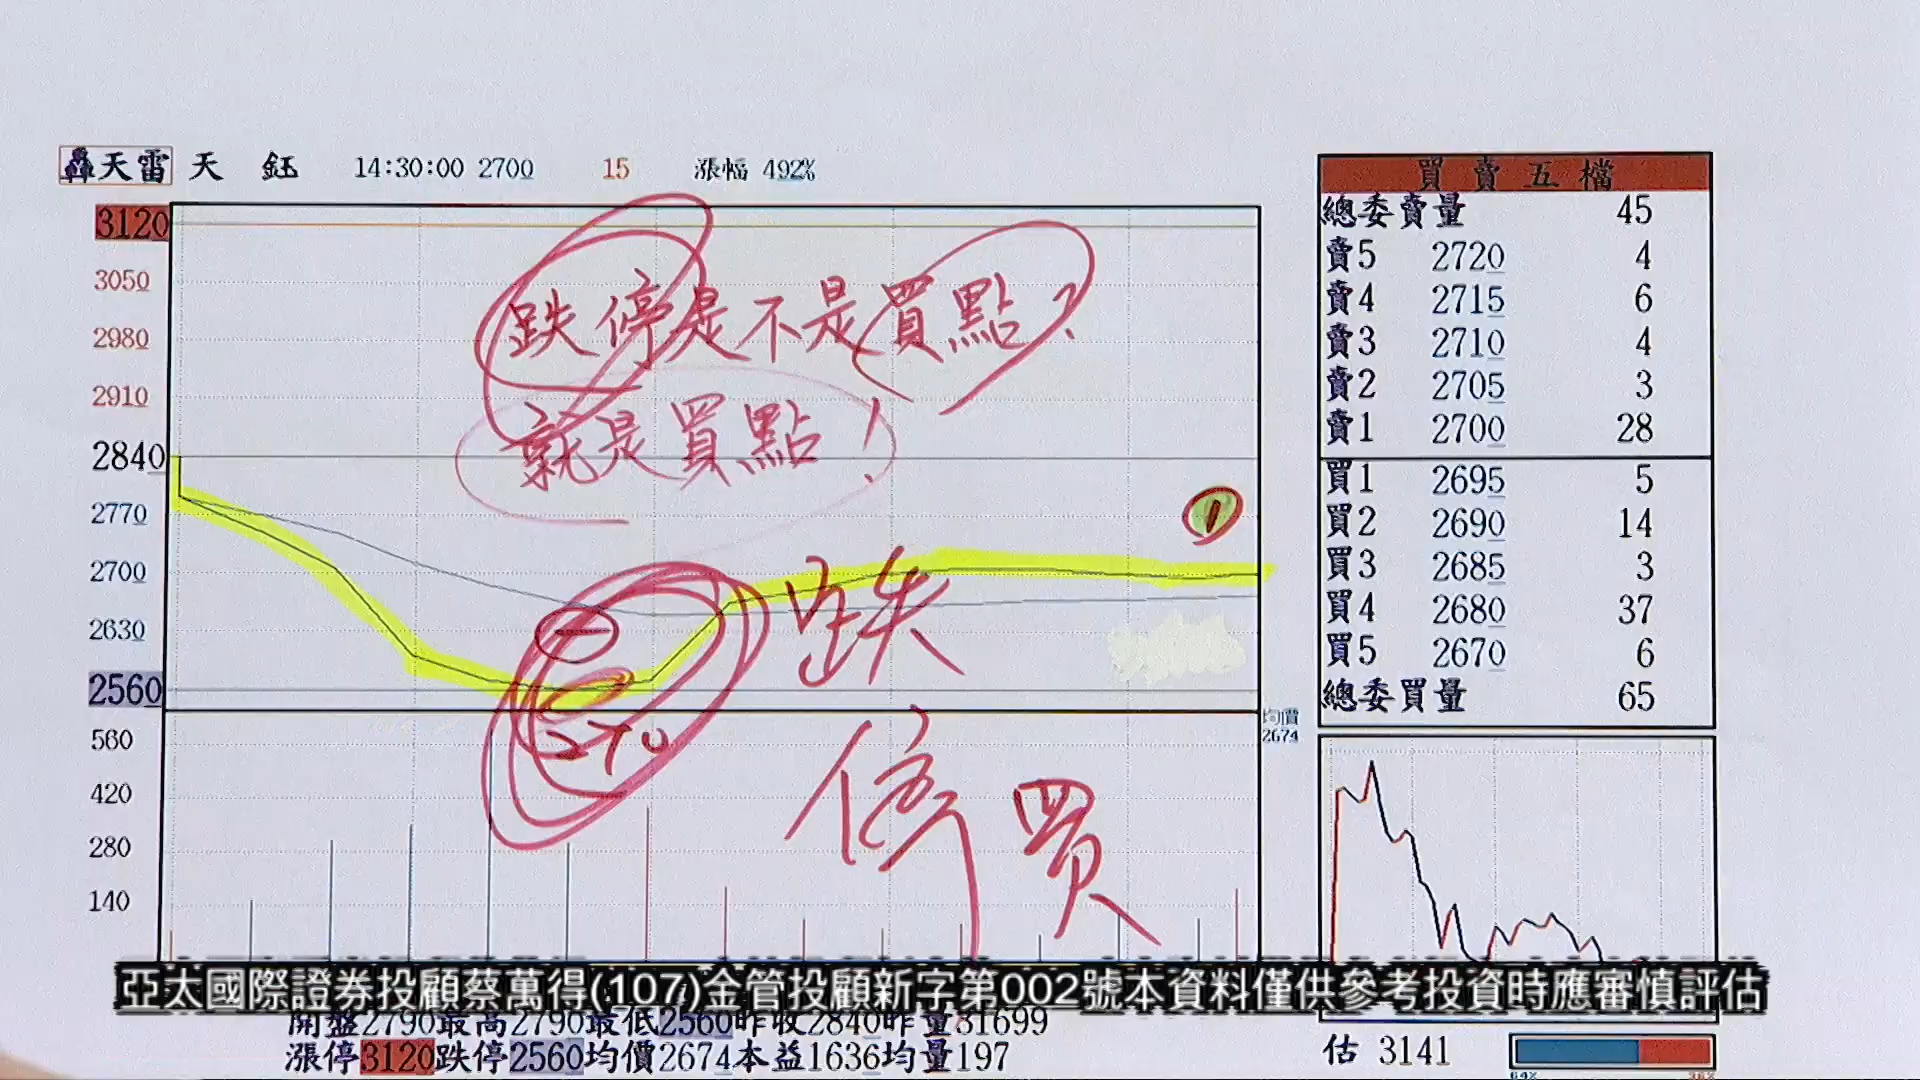 轟天雷 天 鈺 14:30:00 2700 15 漲幅 492%
3120
3050
2980
2910
2840
2770
2700
2630
2560
560
420
280
140
跌停是不是買點?
就是買點!
1
跌
停
買
均價
2674
買賣五檔
總委賣量 45
賣5 2720 4
賣4 2715 6
賣3 2710 4
賣2 2705 3
賣1 2700 28
買1 2695 5
買2 2690 14
買3 2685 3
買4 2680 37
買5 2670 6
總委買量 65
亞太國際證券投顧蔡萬得(107)金管投顧新字第002號本資料僅供參考投資時應審慎評估
開盤2790最高2790最低2560昨收2840昨量31699
漲停3120跌停2560均價2674本益1636均量197
估 3141
64% 36%